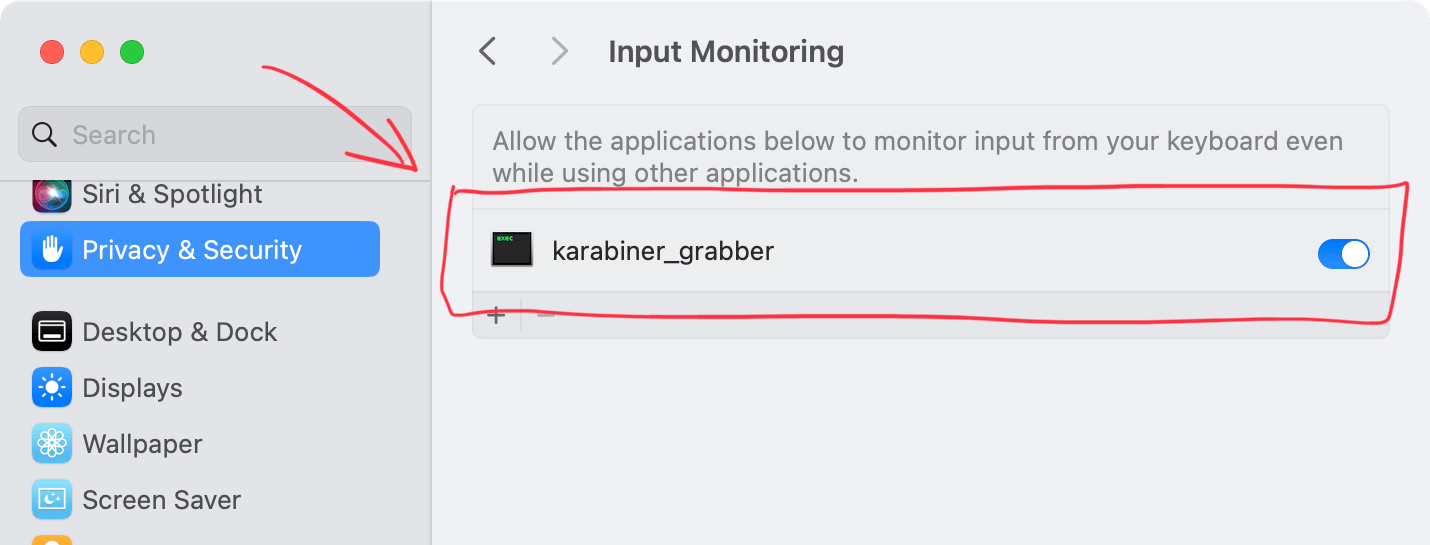 Input Monitoring
Search
Siri & Spotlight
Privacy & Security
Desktop & Dock
Displays
Wallpaper
Screen Saver
Allow the applications below to monitor input from your keyboard even
while using other applications.
exec
karabiner_grabber
+ −